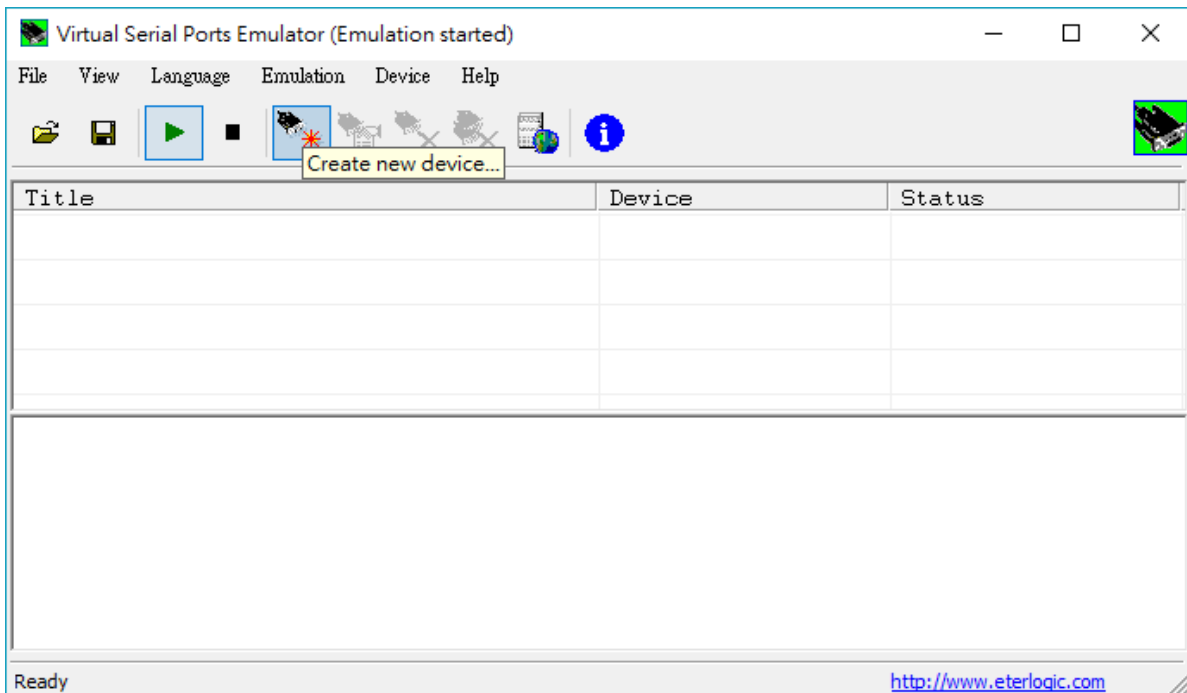 Virtual Serial Ports Emulator (Emulation started)
File View Language Emulation Device Help
Create new device...
Title Device Status
Ready http://www.eterlogic.com